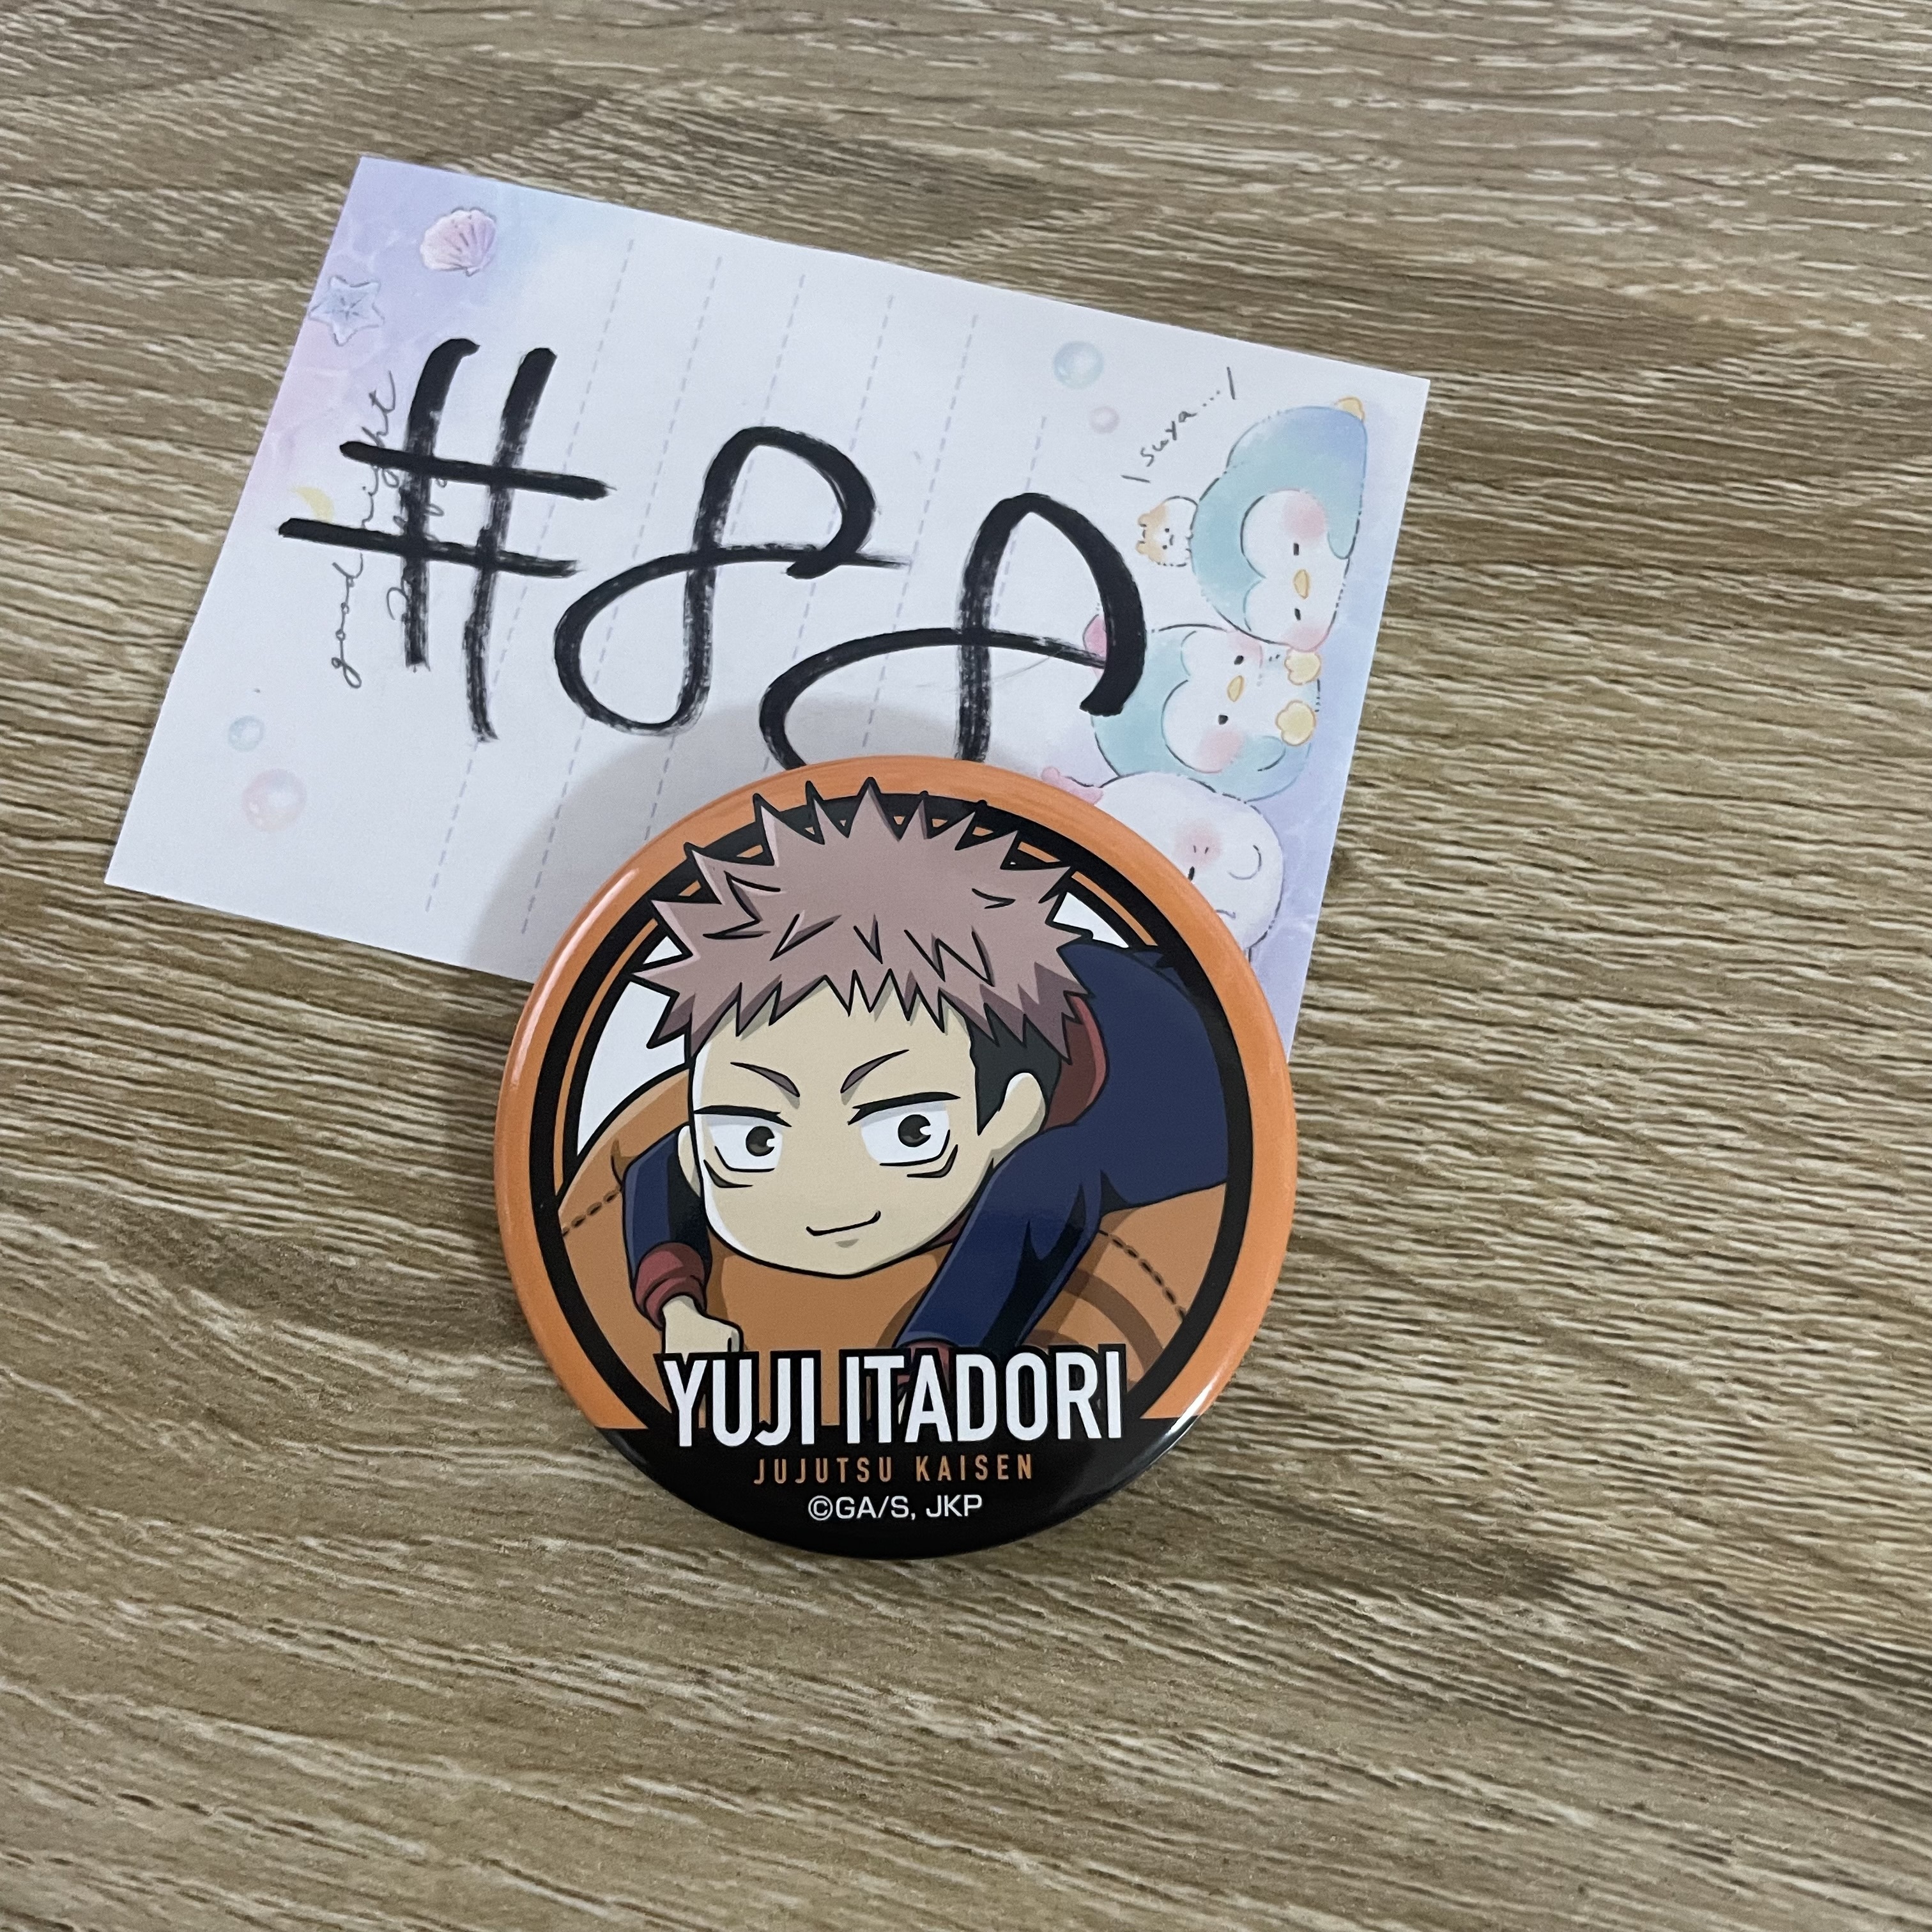 #88
good night
\ suya... /
YUJI ITADORI
JUJUTSU KAISEN
©GA/S, JKP